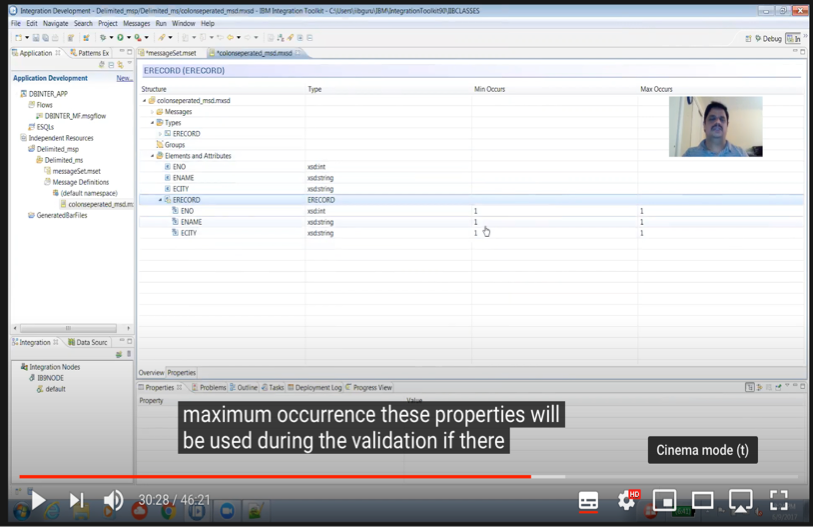 Integration Development - Delimited_msp/Delimited_ms/colonseperated_msd.mxsd - IBM Integration Toolkit - C:\Users\ibguru\IBM\IntegrationToolkit90\IIBCLASSES
File Edit Navigate Search Project Messages Run Window Help
Debug In
Application Patterns Ex
*messageSet.mset *colonseperated_msd.mxsd
Application Development New...
ERECORD (ERECORD)
Structure Type Min Occurs Max Occurs
DBINTER_APP
Flows
DBINTER_MF.msgflow
ESQLs
Independent Resources
Delimited_msp
Delimited_ms
messageSet.mset
Message Definitions
(default namespace)
colonseperated_msd.m
GeneratedBarFiles
colonseperated_msd.mxsd
Messages
Types
ERECORD
Groups
Elements and Attributes
ENO xsd:int
ENAME xsd:string
ECITY xsd:string
ERECORD ERECORD
ENO xsd:int 1 1
ENAME xsd:string 1 1
ECITY xsd:string 1 1
Integration Data Sourc
Integration Nodes
IB9NODE
default
Overview Properties
Properties Problems Outline Tasks Deployment Log Progress View
Property Value
maximum occurrence these properties will
be used during the validation if there
Cinema mode (t)
30:28 / 46:21
HD